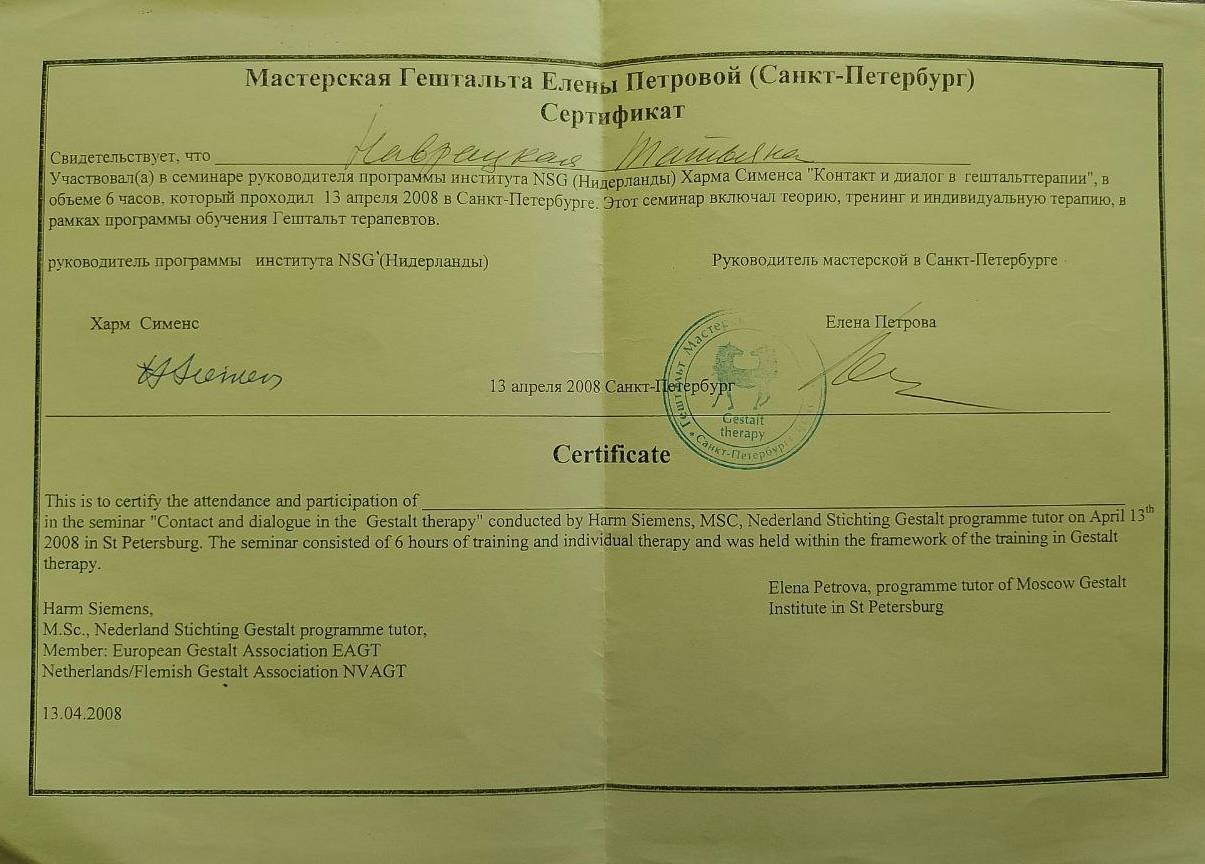 Мастерская Гештальта Елены Петровой (Санкт-Петербург)
Сертификат
Свидетельствует, что Наврацкая Татьяна
Участвовал(а) в семинаре руководителя программы института NSG (Нидерланды) Харма Сименса "Контакт и диалог в гештальттерапии", в
объеме 6 часов, который проходил 13 апреля 2008 в Санкт-Петербурге. Этот семинар включал теорию, тренинг и индивидуальную терапию, в
рамках программы обучения Гештальт терапевтов.
руководитель программы института NSG (Нидерланды)
Руководитель мастерской в Санкт-Петербурге
Харм Сименс
Елена Петрова
HSiemens
13 апреля 2008 Санкт-Петербург
Гештальт Мастерская
Gestalt
therapy
Санкт-Петербург
Certificate
This is to certify the attendance and participation of
in the seminar "Contact and dialogue in the Gestalt therapy" conducted by Harm Siemens, MSC, Nederland Stichting Gestalt programme tutor on April 13th
2008 in St Petersburg. The seminar consisted of 6 hours of training and individual therapy and was held within the framework of the training in Gestalt
therapy.
Elena Petrova, programme tutor of Moscow Gestalt
Institute in St Petersburg
Harm Siemens,
M.Sc., Nederland Stichting Gestalt programme tutor,
Member: European Gestalt Association EAGT
Netherlands/Flemish Gestalt Association NVAGT
13.04.2008